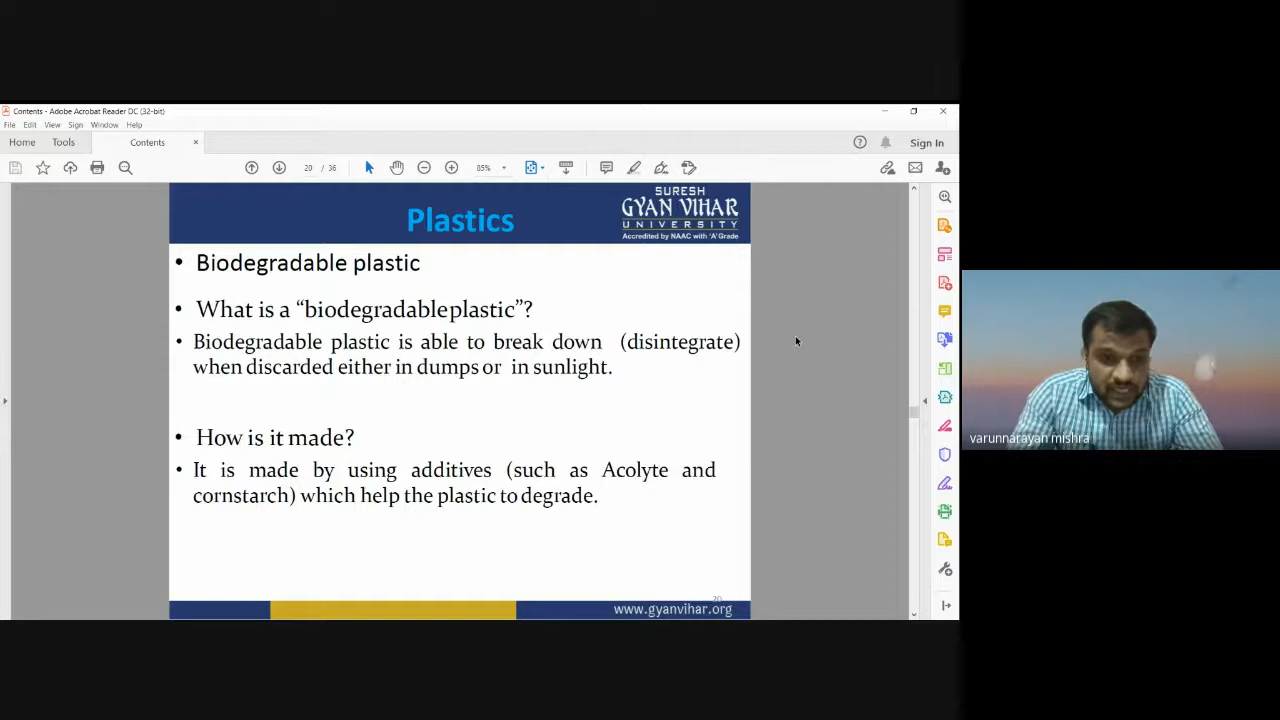 Contents - Adobe Acrobat Reader DC (32-bit)
File Edit View Sign Window Help
Home Tools Contents × Sign In
20 / 36 85%
SURESH
GYAN VIHAR
UNIVERSITY
Accredited by NAAC with 'A' Grade
Plastics
• Biodegradable plastic
• What is a “biodegradable plastic”?
• Biodegradable plastic is able to break down (disintegrate)
when discarded either in dumps or in sunlight.
• How is it made?
• It is made by using additives (such as Acolyte and
cornstarch) which help the plastic to degrade.
20
www.gyanvihar.org
varunnarayan mishra